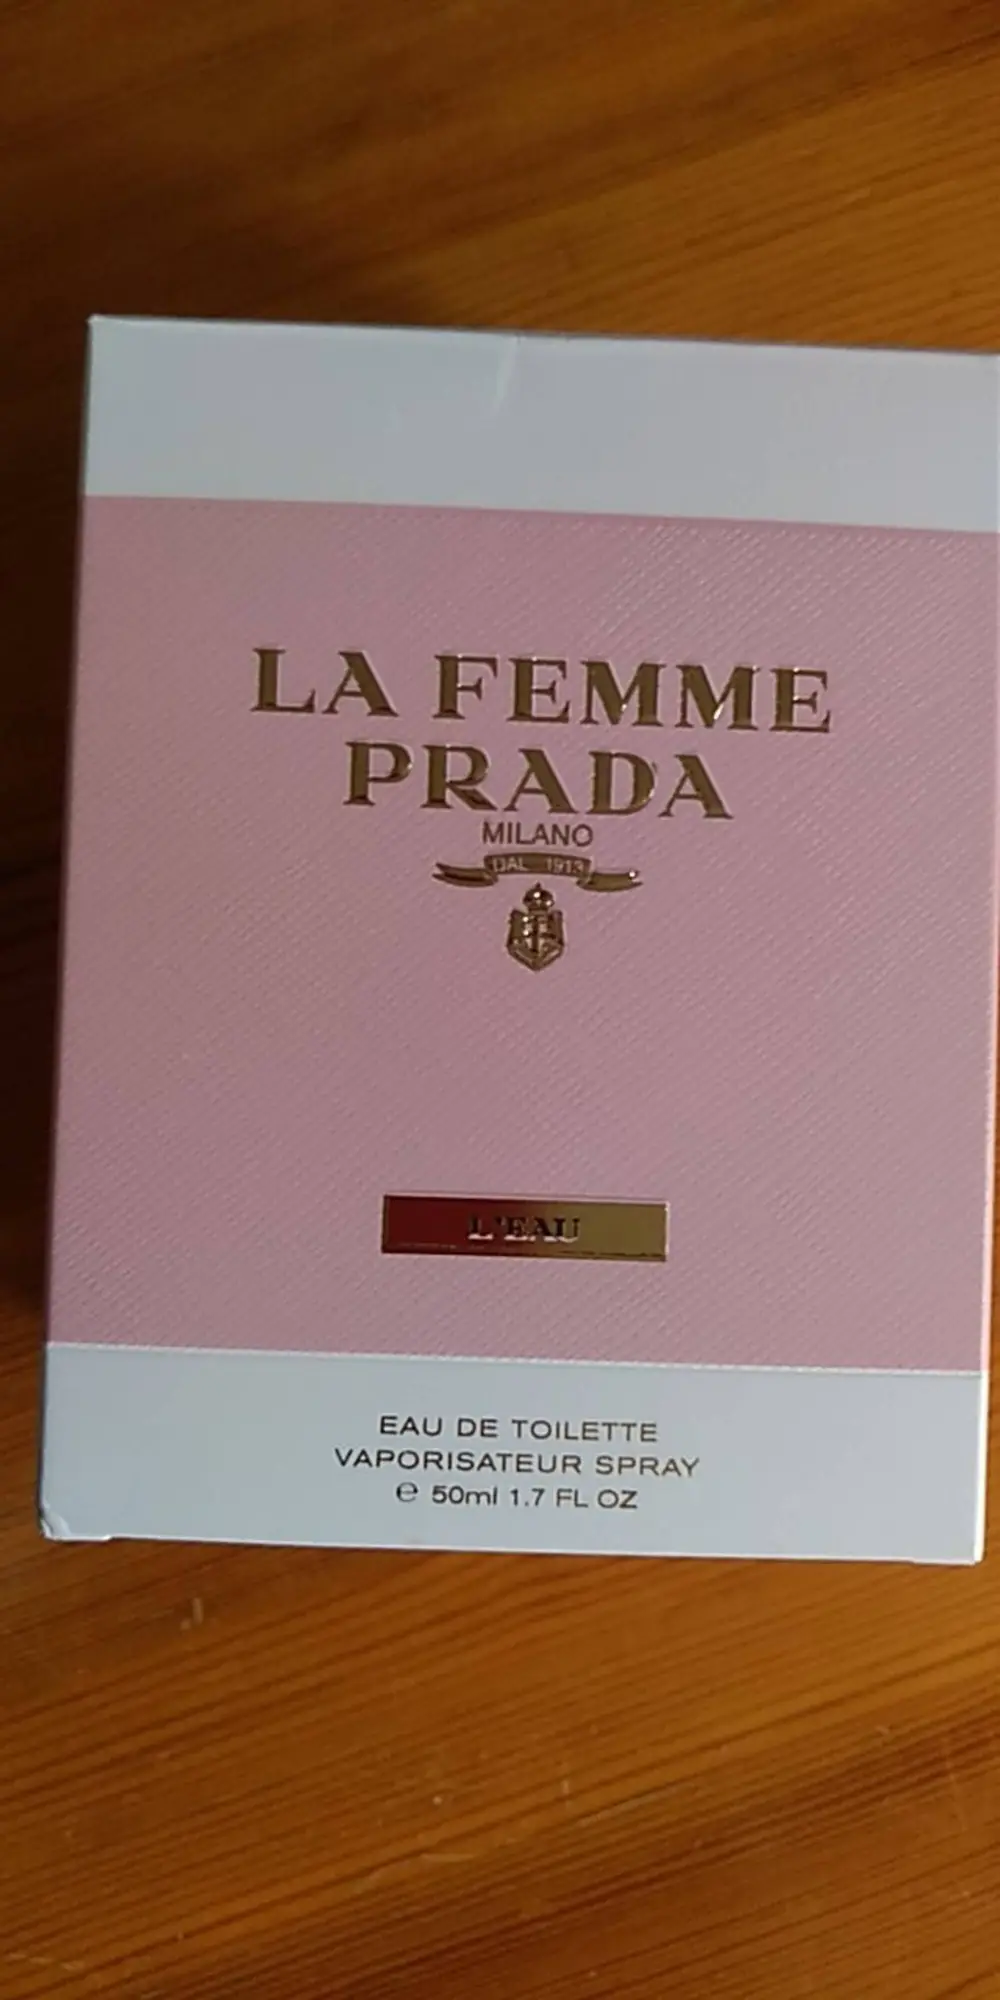 LA FEMME
PRADA
MILANO
DAL 1913
L'EAU
EAU DE TOILETTE
VAPORISATEUR SPRAY
℮ 50ml 1.7 FL OZ